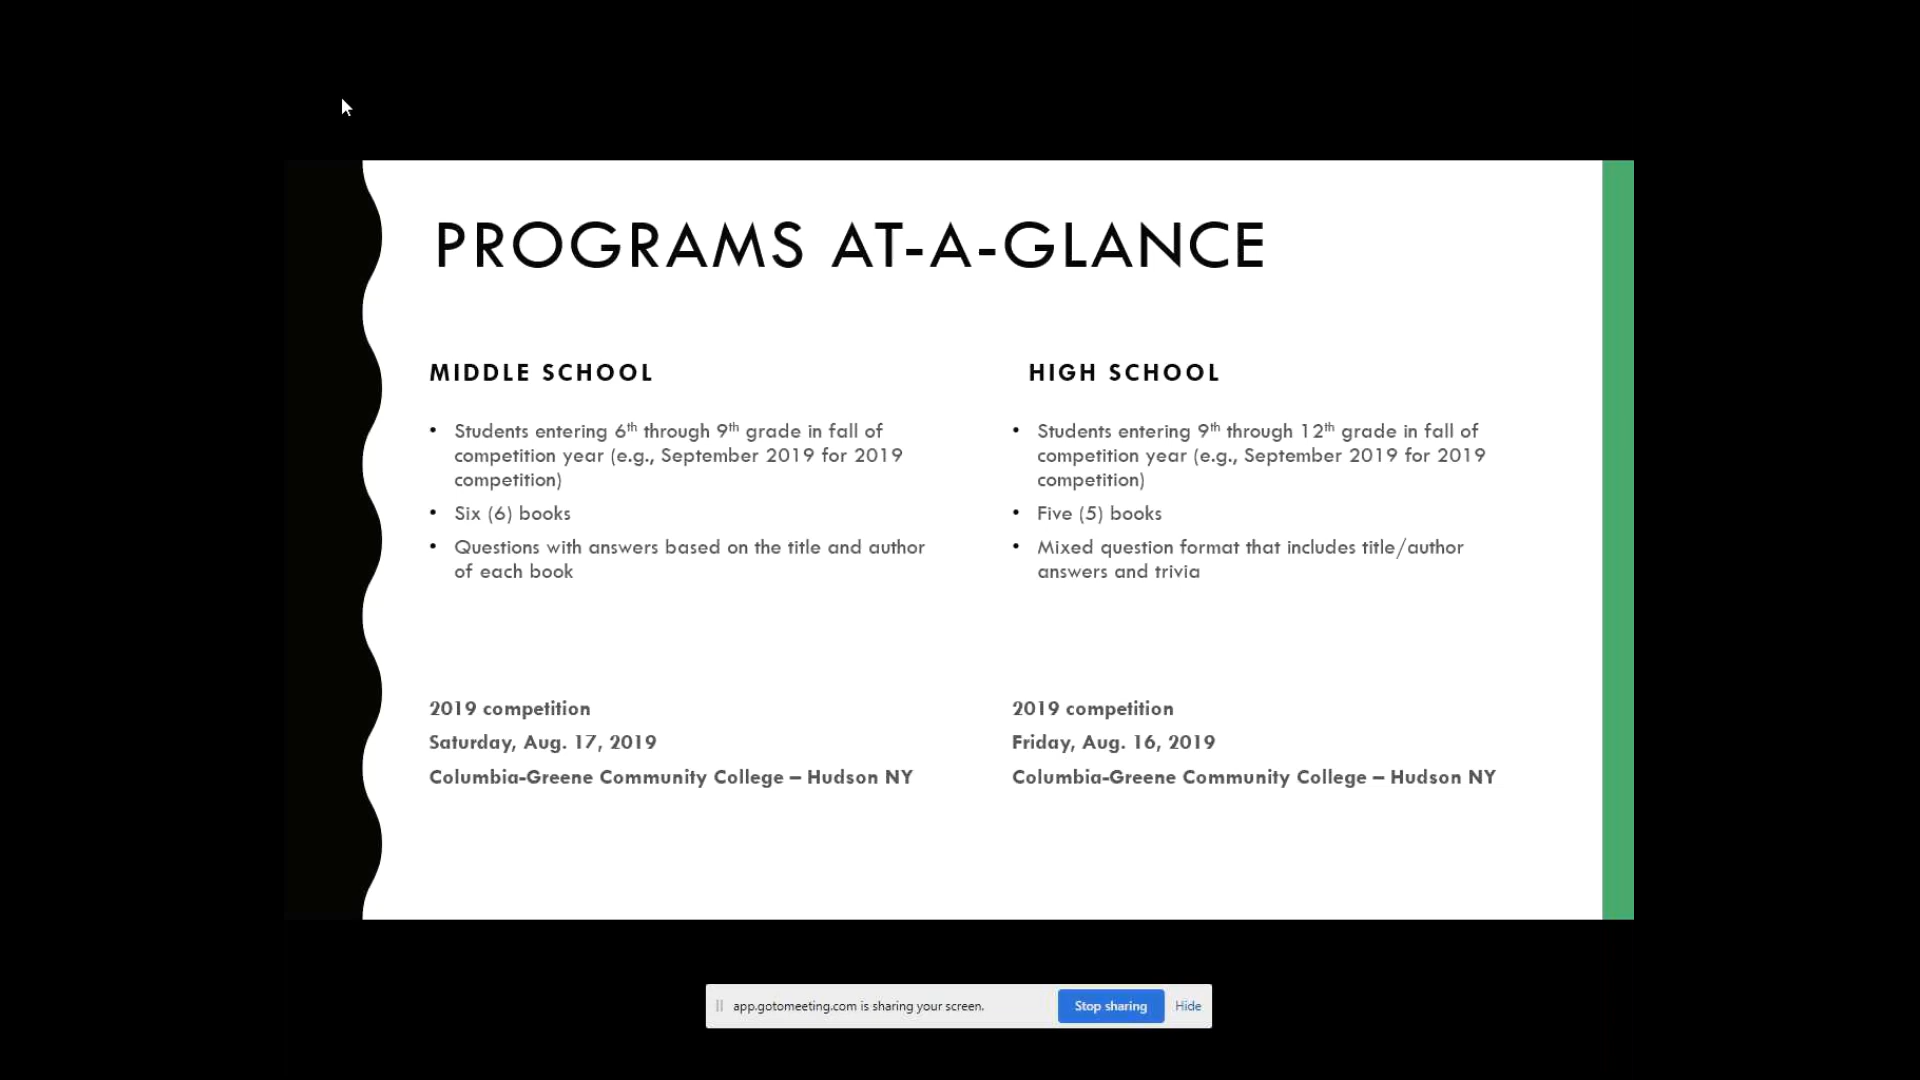 PROGRAMS AT-A-GLANCE
MIDDLE SCHOOL
• Students entering 6th through 9th grade in fall of
competition year (e.g., September 2019 for 2019
competition)
• Six (6) books
• Questions with answers based on the title and author
of each book
2019 competition
Saturday, Aug. 17, 2019
Columbia-Greene Community College – Hudson NY
HIGH SCHOOL
• Students entering 9th through 12th grade in fall of
competition year (e.g., September 2019 for 2019
competition)
• Five (5) books
• Mixed question format that includes title/author
answers and trivia
2019 competition
Friday, Aug. 16, 2019
Columbia-Greene Community College – Hudson NY
app.gotomeeting.com is sharing your screen.
Stop sharing
Hide